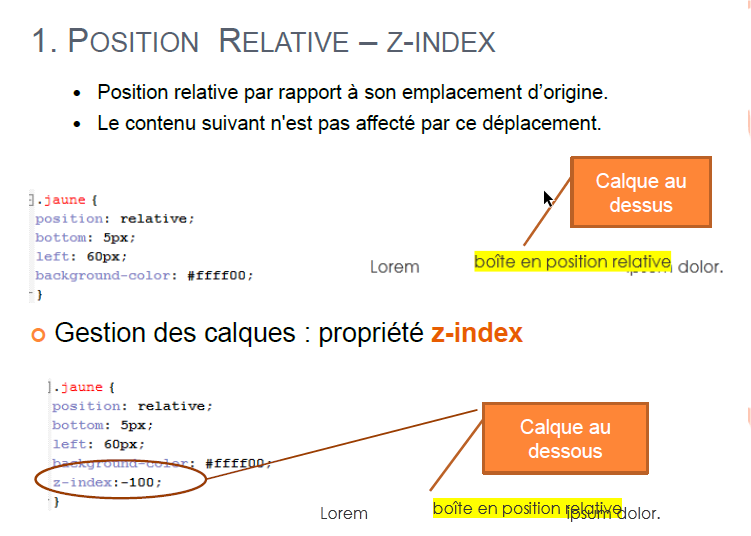 1. POSITION RELATIVE – Z-INDEX
• Position relative par rapport à son emplacement d'origine.
• Le contenu suivant n'est pas affecté par ce déplacement.
Calque au
dessus
.jaune {
position: relative;
bottom: 5px;
left: 60px;
background-color: #ffff00;
}
Lorem boîte en position relative ipsum dolor.
Gestion des calques : propriété z-index
.jaune {
position: relative;
bottom: 5px;
left: 60px;
background-color: #ffff00;
z-index:-100;
}
Calque au
dessous
Lorem boîte en position relative ipsum dolor.